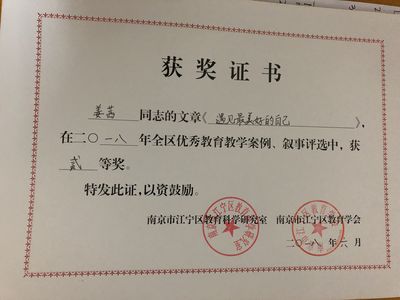 获奖证书
姜茜 同志的文章《 遇见最美好的自己 》,
在二〇一八年全区优秀教育教学案例、叙事评选中，获
贰 等奖。
特发此证，以资鼓励。
南京市江宁区教育科学研究室 南京市江宁区教育学会
二〇一八年六月